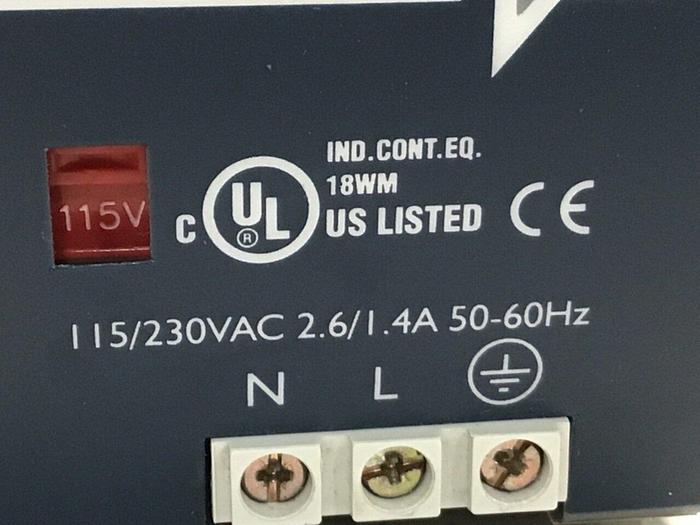 IND.CONT.EQ.
18WM
115V
C UL ® US LISTED CE
115/230VAC 2.6/1.4A 50-60Hz
N L